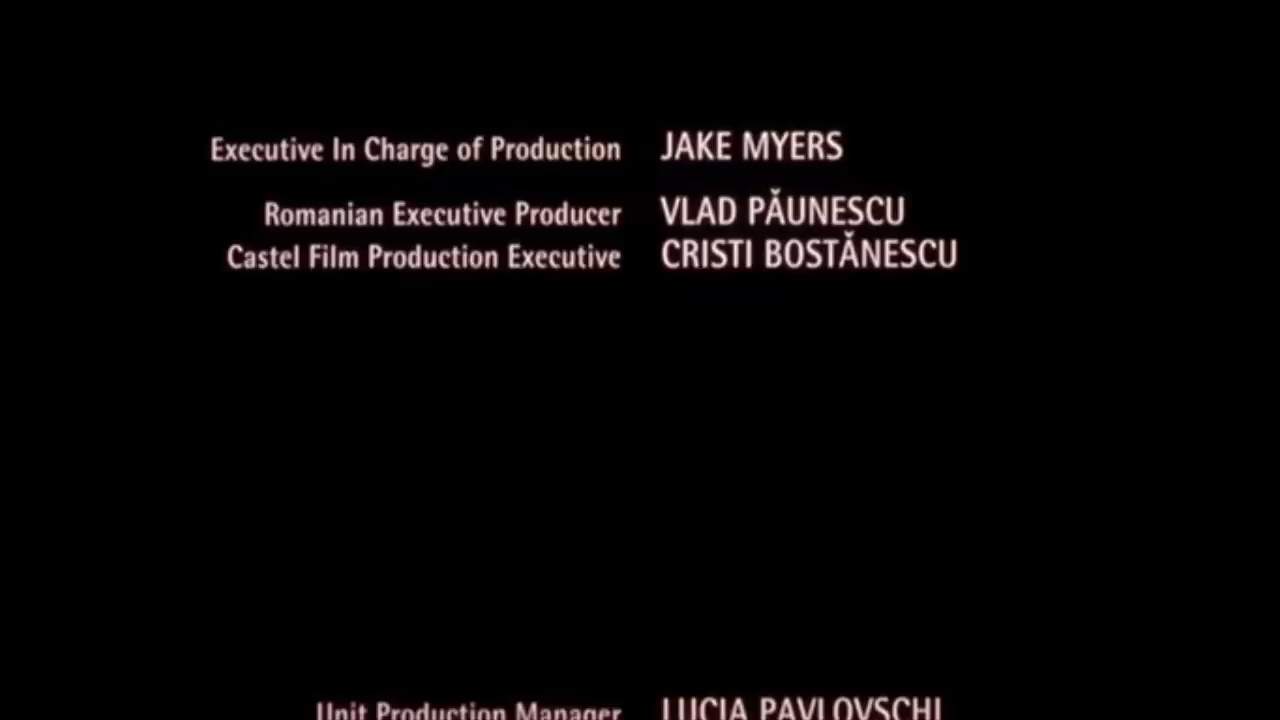 Executive In Charge of Production JAKE MYERS
Romanian Executive Producer VLAD PĂUNESCU
Castel Film Production Executive CRISTI BOSTĂNESCU
Unit Production Manager LUCIA PAVLOVSCHI